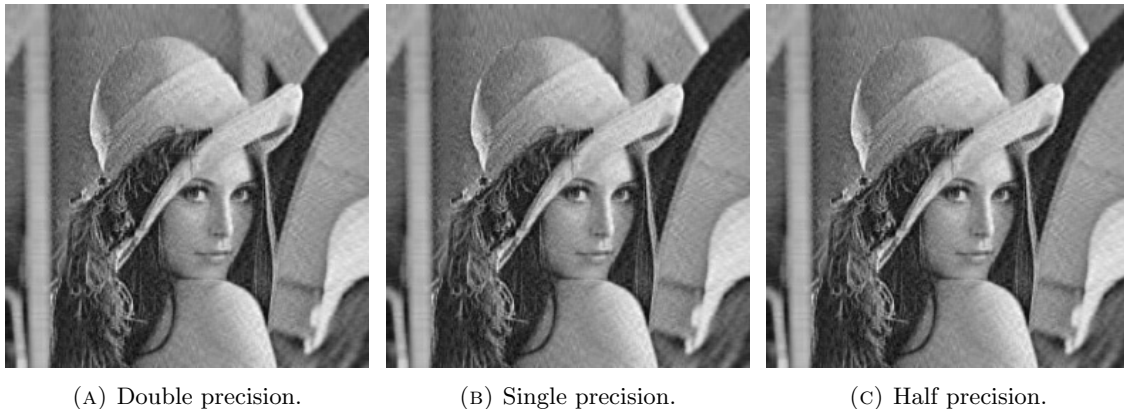 (A) Double precision.
(B) Single precision.
(C) Half precision.